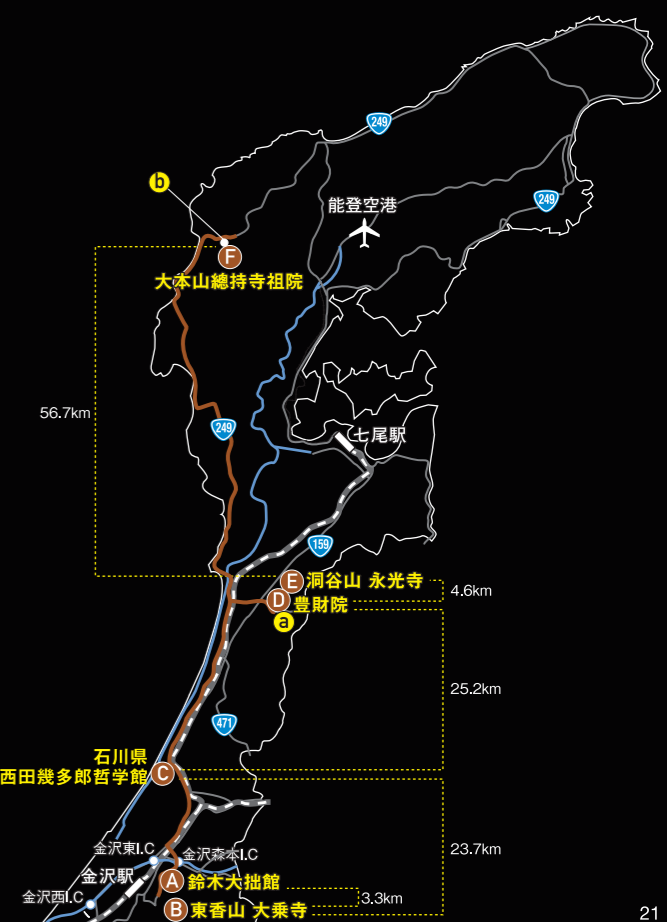 249
b
能登空港
249
F
大本山總持寺祖院
56.7km
249
七尾駅
159
E 洞谷山 永光寺
4.6km
D 豊財院
a
25.2km
471
石川県
西田幾多郎哲学館
C
23.7km
金沢東I.C
金沢森本I.C
金沢駅
A 鈴木大拙館
金沢西I.C
3.3km
B 東香山 大乗寺
21